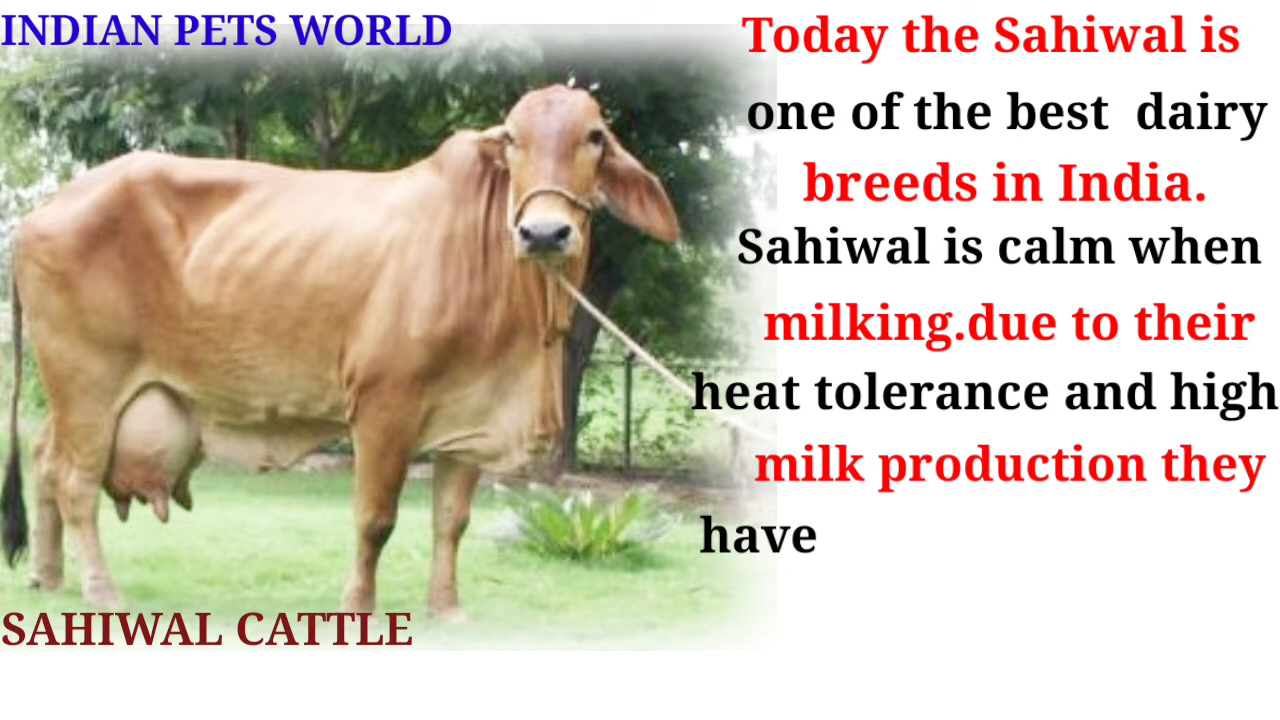 INDIAN PETS WORLD
Today the Sahiwal is
one of the best dairy
breeds in India.
Sahiwal is calm when
milking.due to their
heat tolerance and high
milk production they
have
SAHIWAL CATTLE